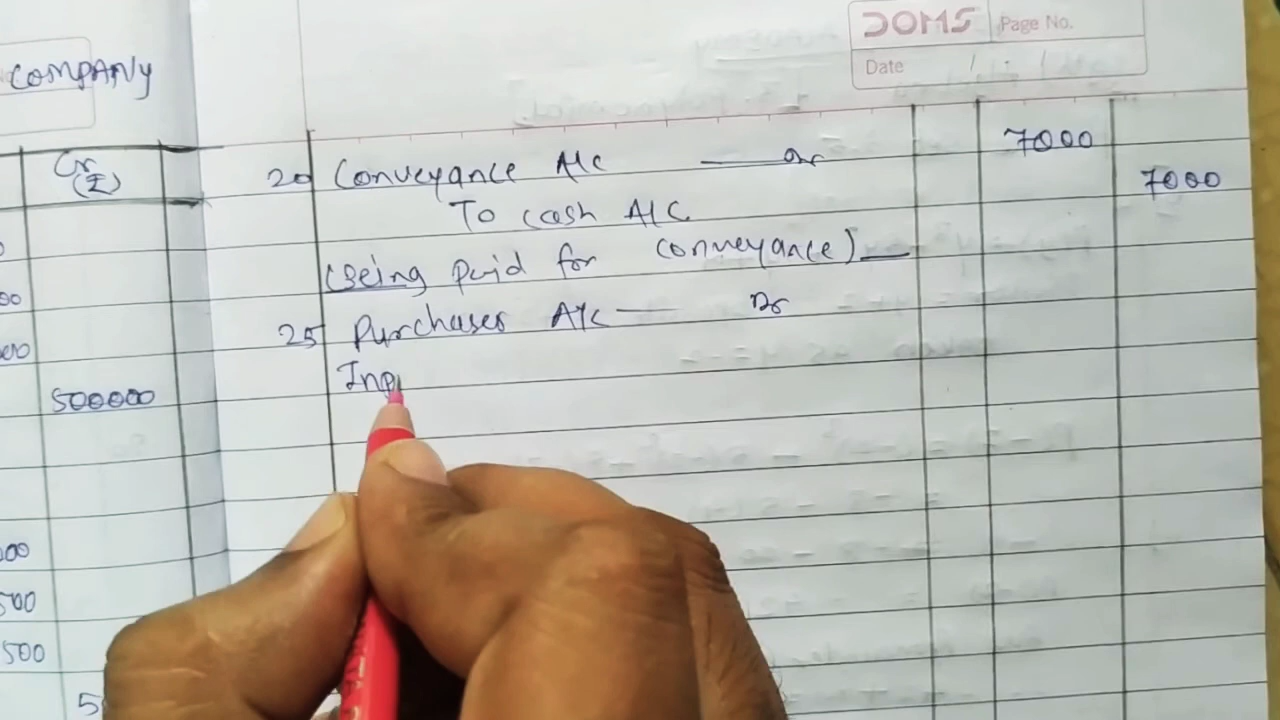 COMPANY
Cr
(₹)
500000
DOMS
Page No.
Date / /
20 Conveyance A/C — Dr 7000
To Cash A/C 7000
(Being paid for conveyance)
25 Purchases A/C — Dr
Inp